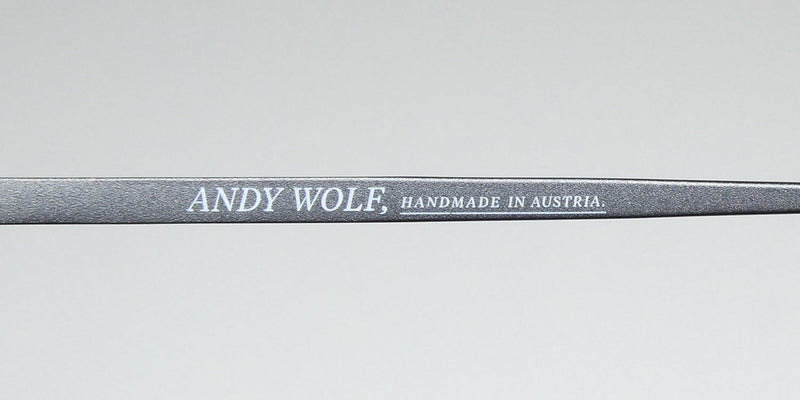 ANDY WOLF, HANDMADE IN AUSTRIA.